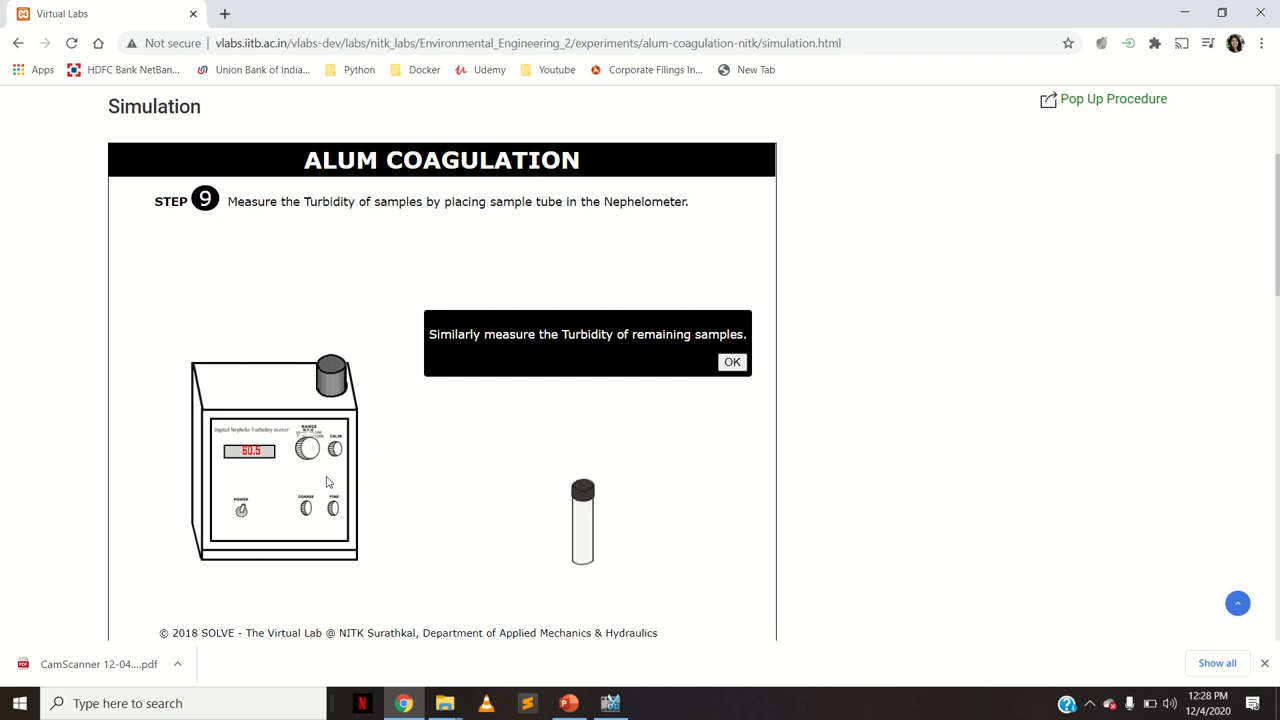 Virtual Labs
Not secure | vlabs.iitb.ac.in/vlabs-dev/labs/nitk_labs/Environmental_Engineering_2/experiments/alum-coagulation-nitk/simulation.html
Apps HDFC Bank NetBan... Union Bank of India... Python Docker Udemy Youtube Corporate Filings In... New Tab
Simulation
Pop Up Procedure
ALUM COAGULATION
STEP 9 Measure the Turbidity of samples by placing sample tube in the Nephelometer.
Similarly measure the Turbidity of remaining samples.
OK
Digital Nephelo-Turbidity meter
RANGE
CALIB
60.5
POWER
COARSE
FINE
© 2018 SOLVE - The Virtual Lab @ NITK Surathkal, Department of Applied Mechanics & Hydraulics
CamScanner 12-04....pdf
Show all
Type here to search
12:28 PM
12/4/2020